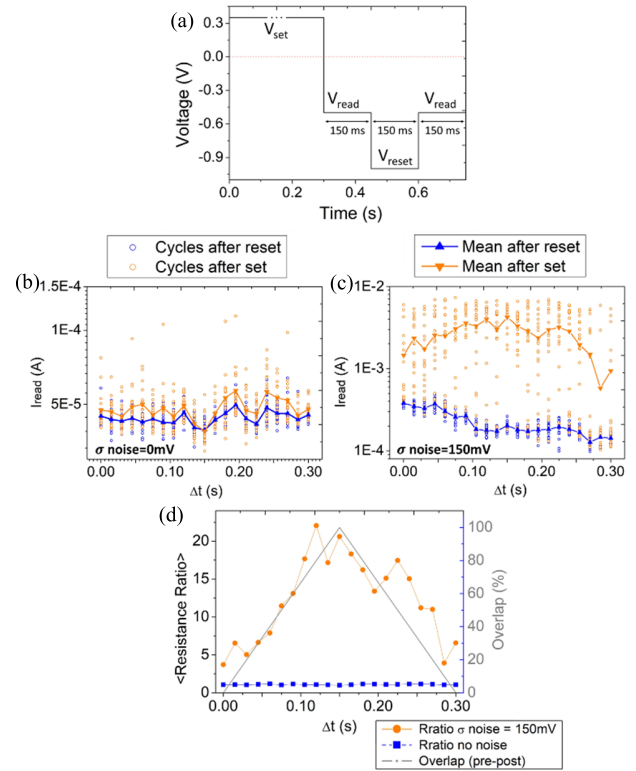 (a)
0.3
0.0
-0.3
-0.6
-0.9
Voltage (V)
V_set
V_read
V_read
150 ms
150 ms
150 ms
V_reset
0.0
0.2
0.4
0.6
Time (s)
Cycles after reset
Cycles after set
Mean after reset
Mean after set
(b)
1.5E-4
1E-4
5E-5
Iread (A)
σ noise=0mV
0.00
0.10
0.20
0.30
Δt (s)
(c)
1E-2
1E-3
1E-4
Iread (A)
σ noise=150mV
0.00
0.10
0.20
0.30
Δt (s)
(d)
20
15
10
5
0
<Resistance Ratio>
100
80
60
40
20
0
Overlap (%)
0.00
0.10
0.20
0.30
Δt (s)
Rratio σ noise = 150mV
Rratio no noise
Overlap (pre-post)